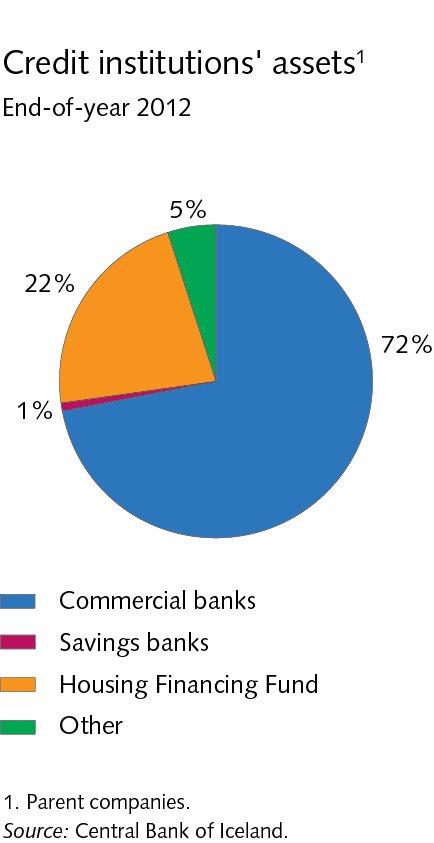 Credit institutions' assets¹
End-of-year 2012
5%
22%
72%
1%
Commercial banks
Savings banks
Housing Financing Fund
Other
1. Parent companies.
Source: Central Bank of Iceland.